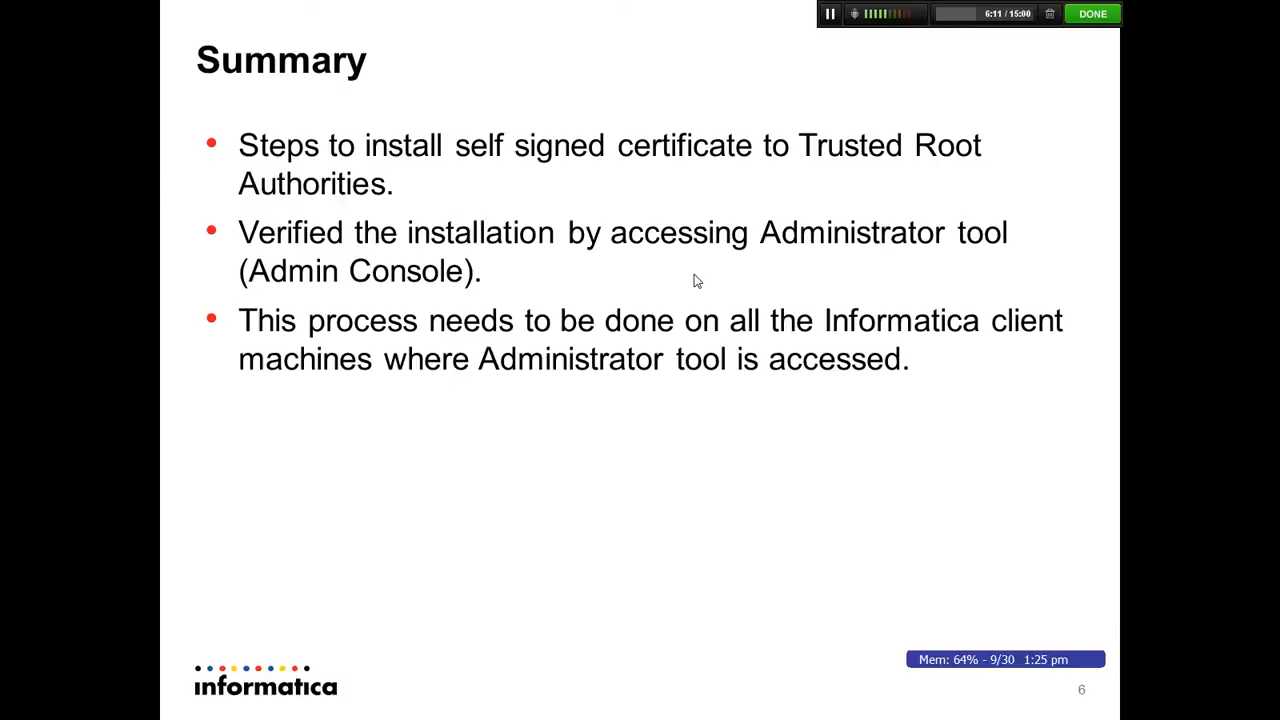 6:11 / 15:00
DONE
Summary
• Steps to install self signed certificate to Trusted Root
Authorities.
• Verified the installation by accessing Administrator tool
(Admin Console).
• This process needs to be done on all the Informatica client
machines where Administrator tool is accessed.
Mem: 64% - 9/30 1:25 pm
informatica
6